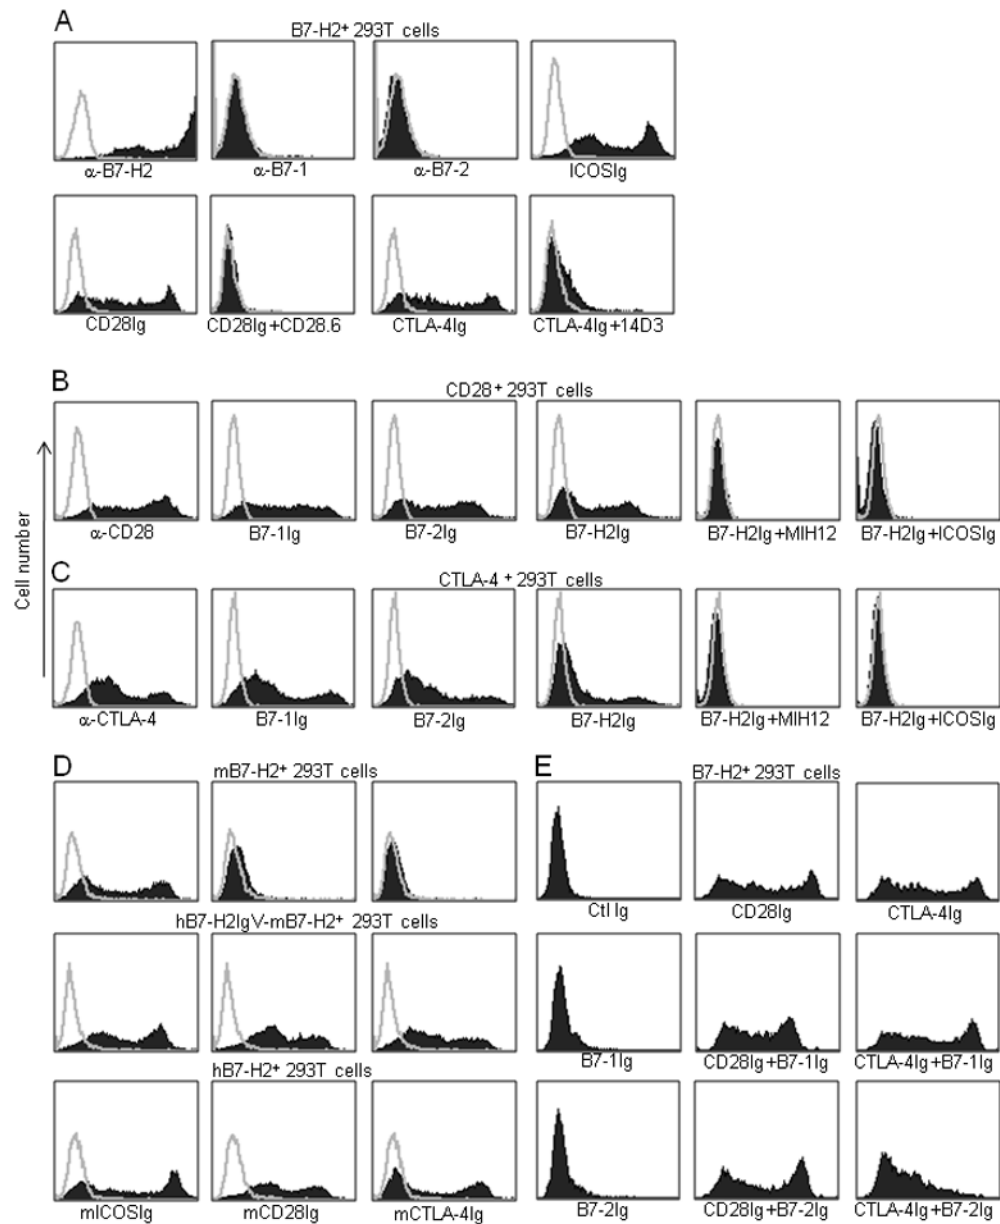 A
B7-H2+ 293T cells
α-B7-H2 α-B7-1 α-B7-2 ICOSIg
CD28Ig CD28Ig+CD28.6 CTLA-4Ig CTLA-4Ig+14D3
B
CD28+ 293T cells
α-CD28 B7-1Ig B7-2Ig B7-H2Ig B7-H2Ig+MIH12 B7-H2Ig+ICOSIg
Cell number
C
CTLA-4 + 293T cells
α-CTLA-4 B7-1Ig B7-2Ig B7-H2Ig B7-H2Ig+MIH12 B7-H2Ig+ICOSIg
D
mB7-H2+ 293T cells
hB7-H2IgV-mB7-H2+ 293T cells
hB7-H2+ 293T cells
mICOSIg mCD28Ig mCTLA-4Ig
E
B7-H2+ 293T cells
Ctl Ig CD28Ig CTLA-4Ig
B7-1Ig CD28Ig+B7-1Ig CTLA-4Ig+B7-1Ig
B7-2Ig CD28Ig+B7-2Ig CTLA-4Ig+B7-2Ig